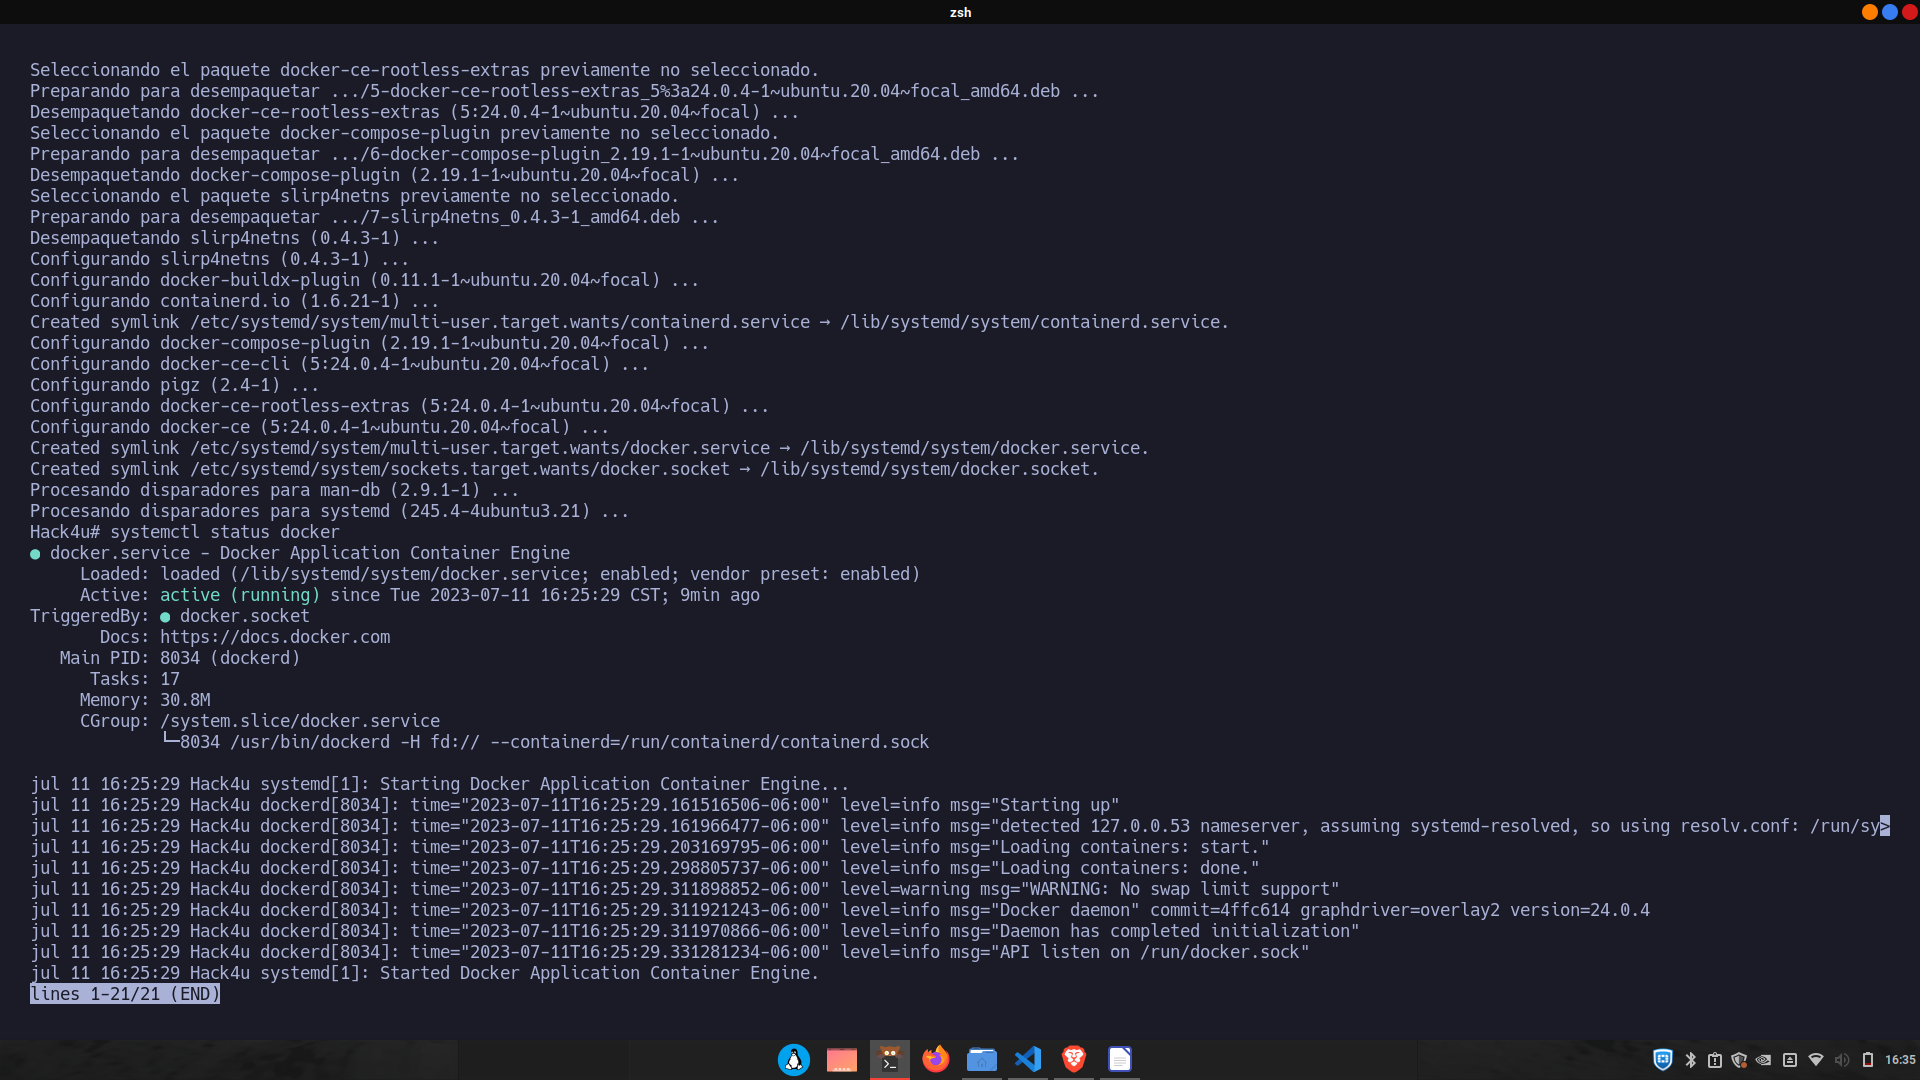 zsh
Seleccionando el paquete docker-ce-rootless-extras previamente no seleccionado.
Preparando para desempaquetar .../5-docker-ce-rootless-extras_5%3a24.0.4-1~ubuntu.20.04~focal_amd64.deb ...
Desempaquetando docker-ce-rootless-extras (5:24.0.4-1~ubuntu.20.04~focal) ...
Seleccionando el paquete docker-compose-plugin previamente no seleccionado.
Preparando para desempaquetar .../6-docker-compose-plugin_2.19.1-1~ubuntu.20.04~focal_amd64.deb ...
Desempaquetando docker-compose-plugin (2.19.1-1~ubuntu.20.04~focal) ...
Seleccionando el paquete slirp4netns previamente no seleccionado.
Preparando para desempaquetar .../7-slirp4netns_0.4.3-1_amd64.deb ...
Desempaquetando slirp4netns (0.4.3-1) ...
Configurando slirp4netns (0.4.3-1) ...
Configurando docker-buildx-plugin (0.11.1-1~ubuntu.20.04~focal) ...
Configurando containerd.io (1.6.21-1) ...
Created symlink /etc/systemd/system/multi-user.target.wants/containerd.service → /lib/systemd/system/containerd.service.
Configurando docker-compose-plugin (2.19.1-1~ubuntu.20.04~focal) ...
Configurando docker-ce-cli (5:24.0.4-1~ubuntu.20.04~focal) ...
Configurando pigz (2.4-1) ...
Configurando docker-ce-rootless-extras (5:24.0.4-1~ubuntu.20.04~focal) ...
Configurando docker-ce (5:24.0.4-1~ubuntu.20.04~focal) ...
Created symlink /etc/systemd/system/multi-user.target.wants/docker.service → /lib/systemd/system/docker.service.
Created symlink /etc/systemd/system/sockets.target.wants/docker.socket → /lib/systemd/system/docker.socket.
Procesando disparadores para man-db (2.9.1-1) ...
Procesando disparadores para systemd (245.4-4ubuntu3.21) ...
Hack4u# systemctl status docker
● docker.service - Docker Application Container Engine
Loaded: loaded (/lib/systemd/system/docker.service; enabled; vendor preset: enabled)
Active: active (running) since Tue 2023-07-11 16:25:29 CST; 9min ago
TriggeredBy: ● docker.socket
Docs: https://docs.docker.com
Main PID: 8034 (dockerd)
Tasks: 17
Memory: 30.8M
CGroup: /system.slice/docker.service
└─8034 /usr/bin/dockerd -H fd:// --containerd=/run/containerd/containerd.sock
jul 11 16:25:29 Hack4u systemd[1]: Starting Docker Application Container Engine...
jul 11 16:25:29 Hack4u dockerd[8034]: time="2023-07-11T16:25:29.161516506-06:00" level=info msg="Starting up"
jul 11 16:25:29 Hack4u dockerd[8034]: time="2023-07-11T16:25:29.161966477-06:00" level=info msg="detected 127.0.0.53 nameserver, assuming systemd-resolved, so using resolv.conf: /run/sy>
jul 11 16:25:29 Hack4u dockerd[8034]: time="2023-07-11T16:25:29.203169795-06:00" level=info msg="Loading containers: start."
jul 11 16:25:29 Hack4u dockerd[8034]: time="2023-07-11T16:25:29.298805737-06:00" level=info msg="Loading containers: done."
jul 11 16:25:29 Hack4u dockerd[8034]: time="2023-07-11T16:25:29.311898852-06:00" level=warning msg="WARNING: No swap limit support"
jul 11 16:25:29 Hack4u dockerd[8034]: time="2023-07-11T16:25:29.311921243-06:00" level=info msg="Docker daemon" commit=4ffc614 graphdriver=overlay2 version=24.0.4
jul 11 16:25:29 Hack4u dockerd[8034]: time="2023-07-11T16:25:29.311970866-06:00" level=info msg="Daemon has completed initialization"
jul 11 16:25:29 Hack4u dockerd[8034]: time="2023-07-11T16:25:29.331281234-06:00" level=info msg="API listen on /run/docker.sock"
jul 11 16:25:29 Hack4u systemd[1]: Started Docker Application Container Engine.
lines 1-21/21 (END)
16:35